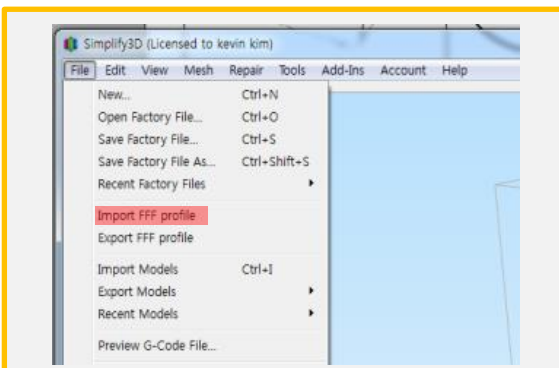 Simplify3D (Licensed to kevin kim)
File Edit View Mesh Repair Tools Add-Ins Account Help
New... Ctrl+N
Open Factory File... Ctrl+O
Save Factory File... Ctrl+S
Save Factory File As... Ctrl+Shift+S
Recent Factory Files
Import FFF profile
Export FFF profile
Import Models Ctrl+I
Export Models
Recent Models
Preview G-Code File...